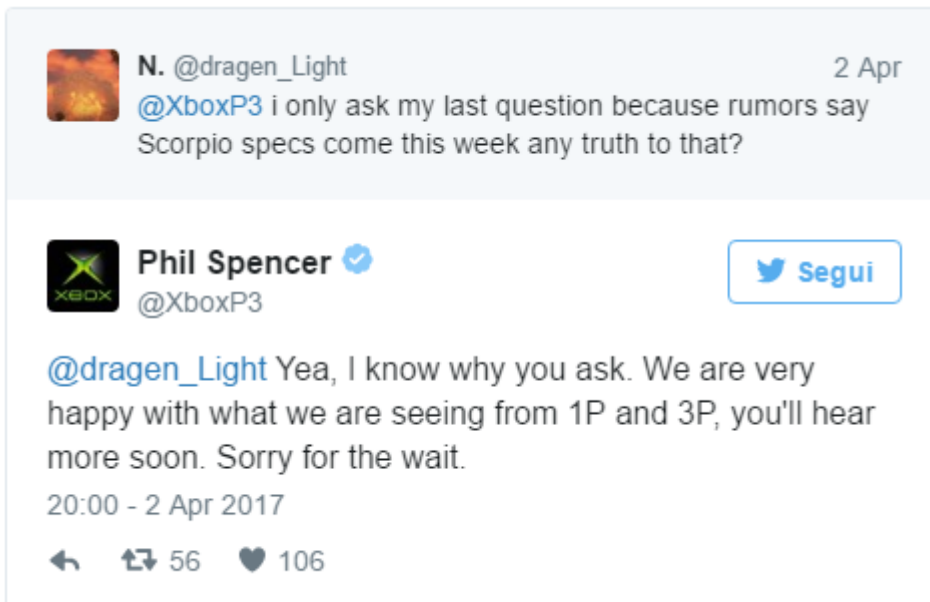 N. @dragen_Light 2 Apr
@XboxP3 i only ask my last question because rumors say
Scorpio specs come this week any truth to that?
XBOX
Phil Spencer
Segui
@XboxP3
@dragen_Light Yea, I know why you ask. We are very
happy with what we are seeing from 1P and 3P, you'll hear
more soon. Sorry for the wait.
20:00 - 2 Apr 2017
56 106